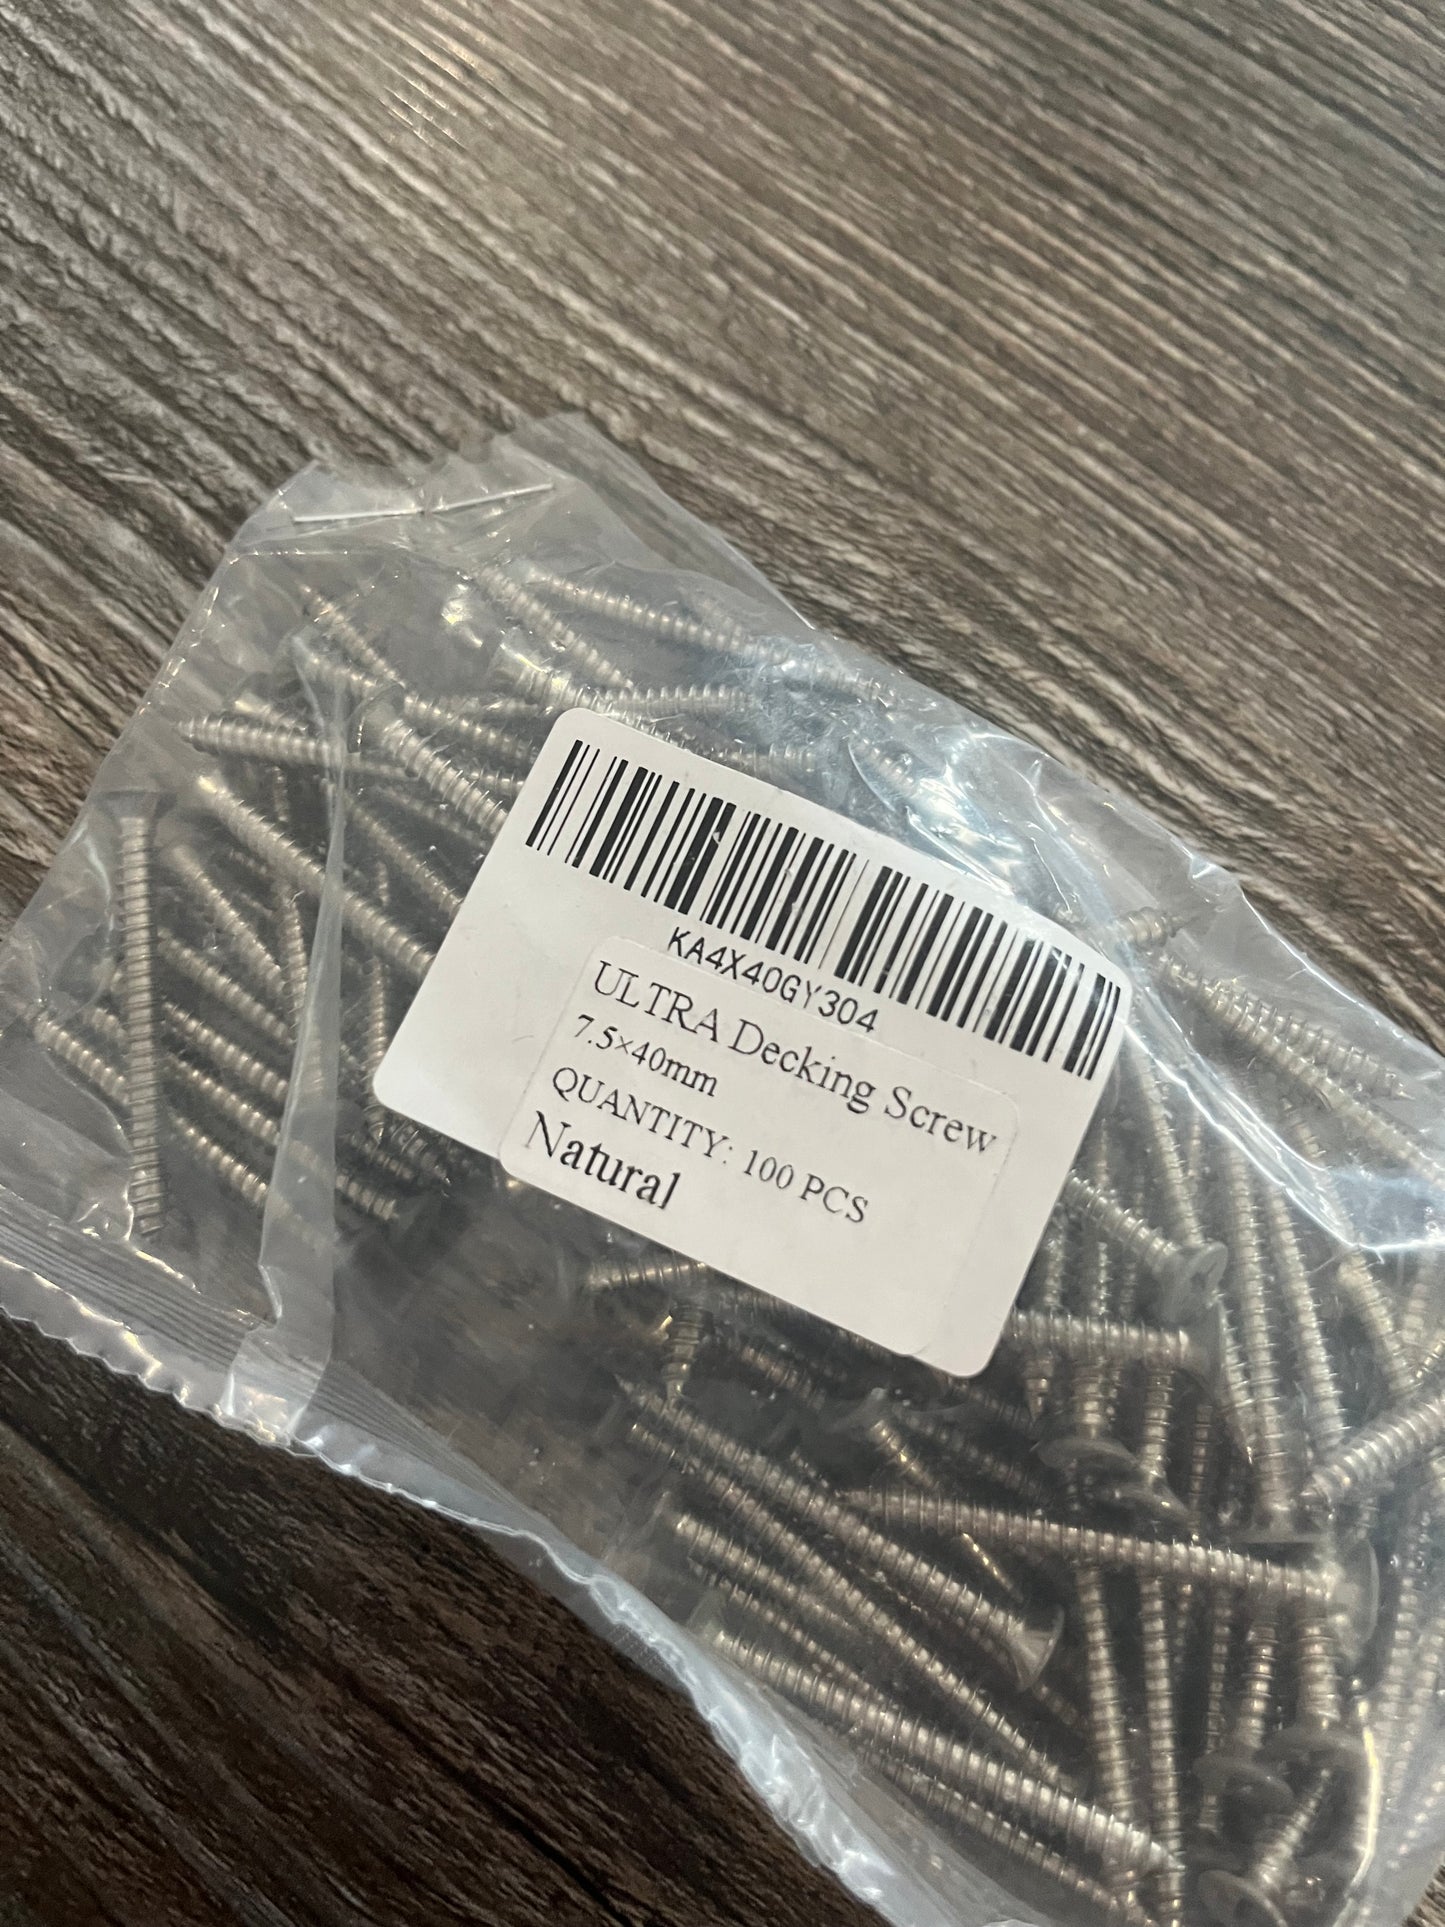 KA4X40GY304
ULTRA Decking Screw
7.5×40mm
QUANTITY: 100 PCS
Natural